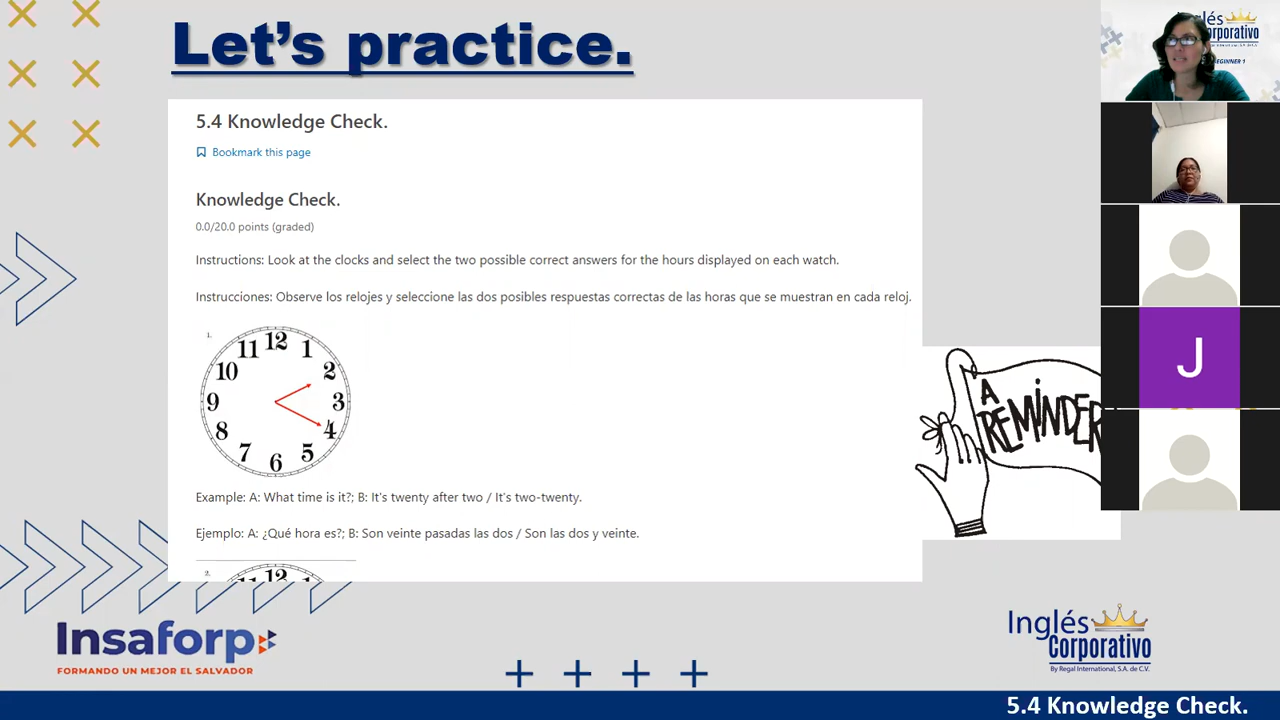 Let's practice.
5.4 Knowledge Check.
Bookmark this page
Knowledge Check.
0.0/20.0 points (graded)
Instructions: Look at the clocks and select the two possible correct answers for the hours displayed on each watch.
Instrucciones: Observe los relojes y seleccione las dos posibles respuestas correctas de las horas que se muestran en cada reloj.
1.
12
11 1
10 2
9 3
8 4
7 5
6
Example: A: What time is it?; B: It's twenty after two / It's two-twenty.
Ejemplo: A: ¿Qué hora es?; B: Son veinte pasadas las dos / Son las dos y veinte.
2.
12
11 1
A
REMINDER
J
Insaforp
FORMANDO UN MEJOR EL SALVADOR
Inglés
Corporativo
By Regal International, S.A. de C.V.
5.4 Knowledge Check.